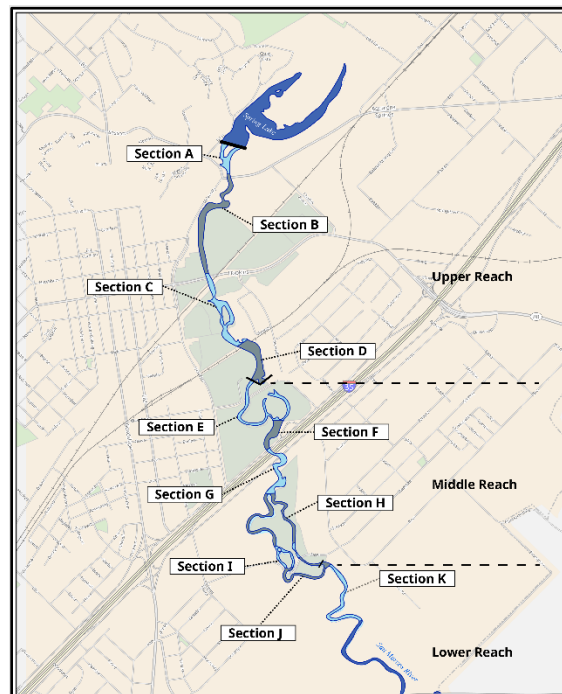 Spring Lake
Section A
Section B
Upper Reach
Section C
Section D
35
Section E
Section F
Middle Reach
Section G
Section H
Section I
Section K
Section J
Lower Reach
San Marcos River